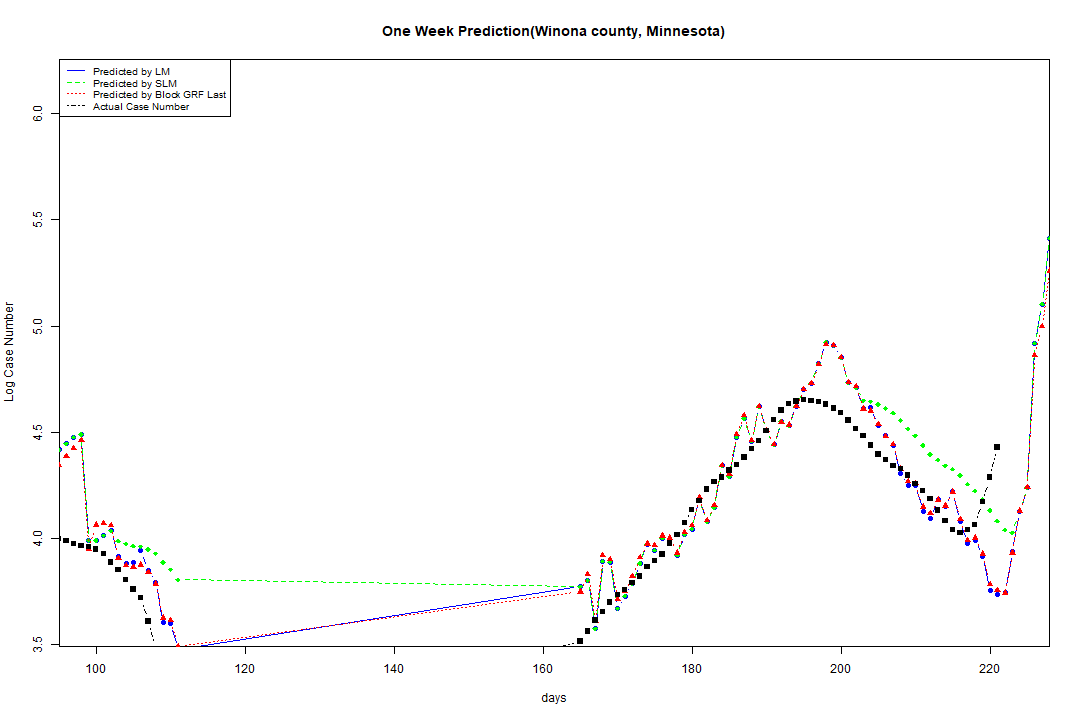 One Week Prediction(Winona county, Minnesota)
Predicted by LM
Predicted by SLM
Predicted by Block GRF Last
Actual Case Number
6.0
5.5
5.0
4.5
4.0
3.5
Log Case Number
100 120 140 160 180 200 220
days